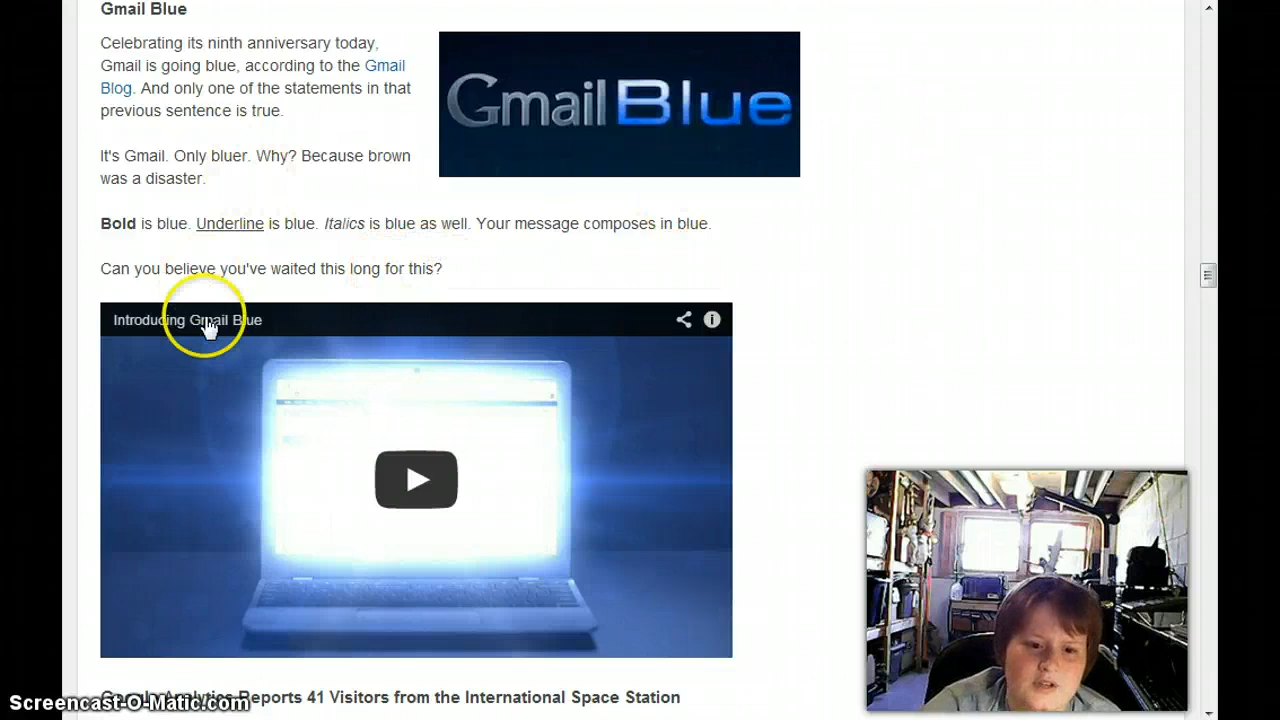 Gmail Blue
Celebrating its ninth anniversary today,
Gmail is going blue, according to the Gmail
Blog. And only one of the statements in that
previous sentence is true.
Gmail Blue
It's Gmail. Only bluer. Why? Because brown
was a disaster.
Bold is blue. Underline is blue. Italics is blue as well. Your message composes in blue.
Can you believe you've waited this long for this?
Introducing Gmail Blue
Google Analytics Reports 41 Visitors from the International Space Station
Screencast-O-Matic.com